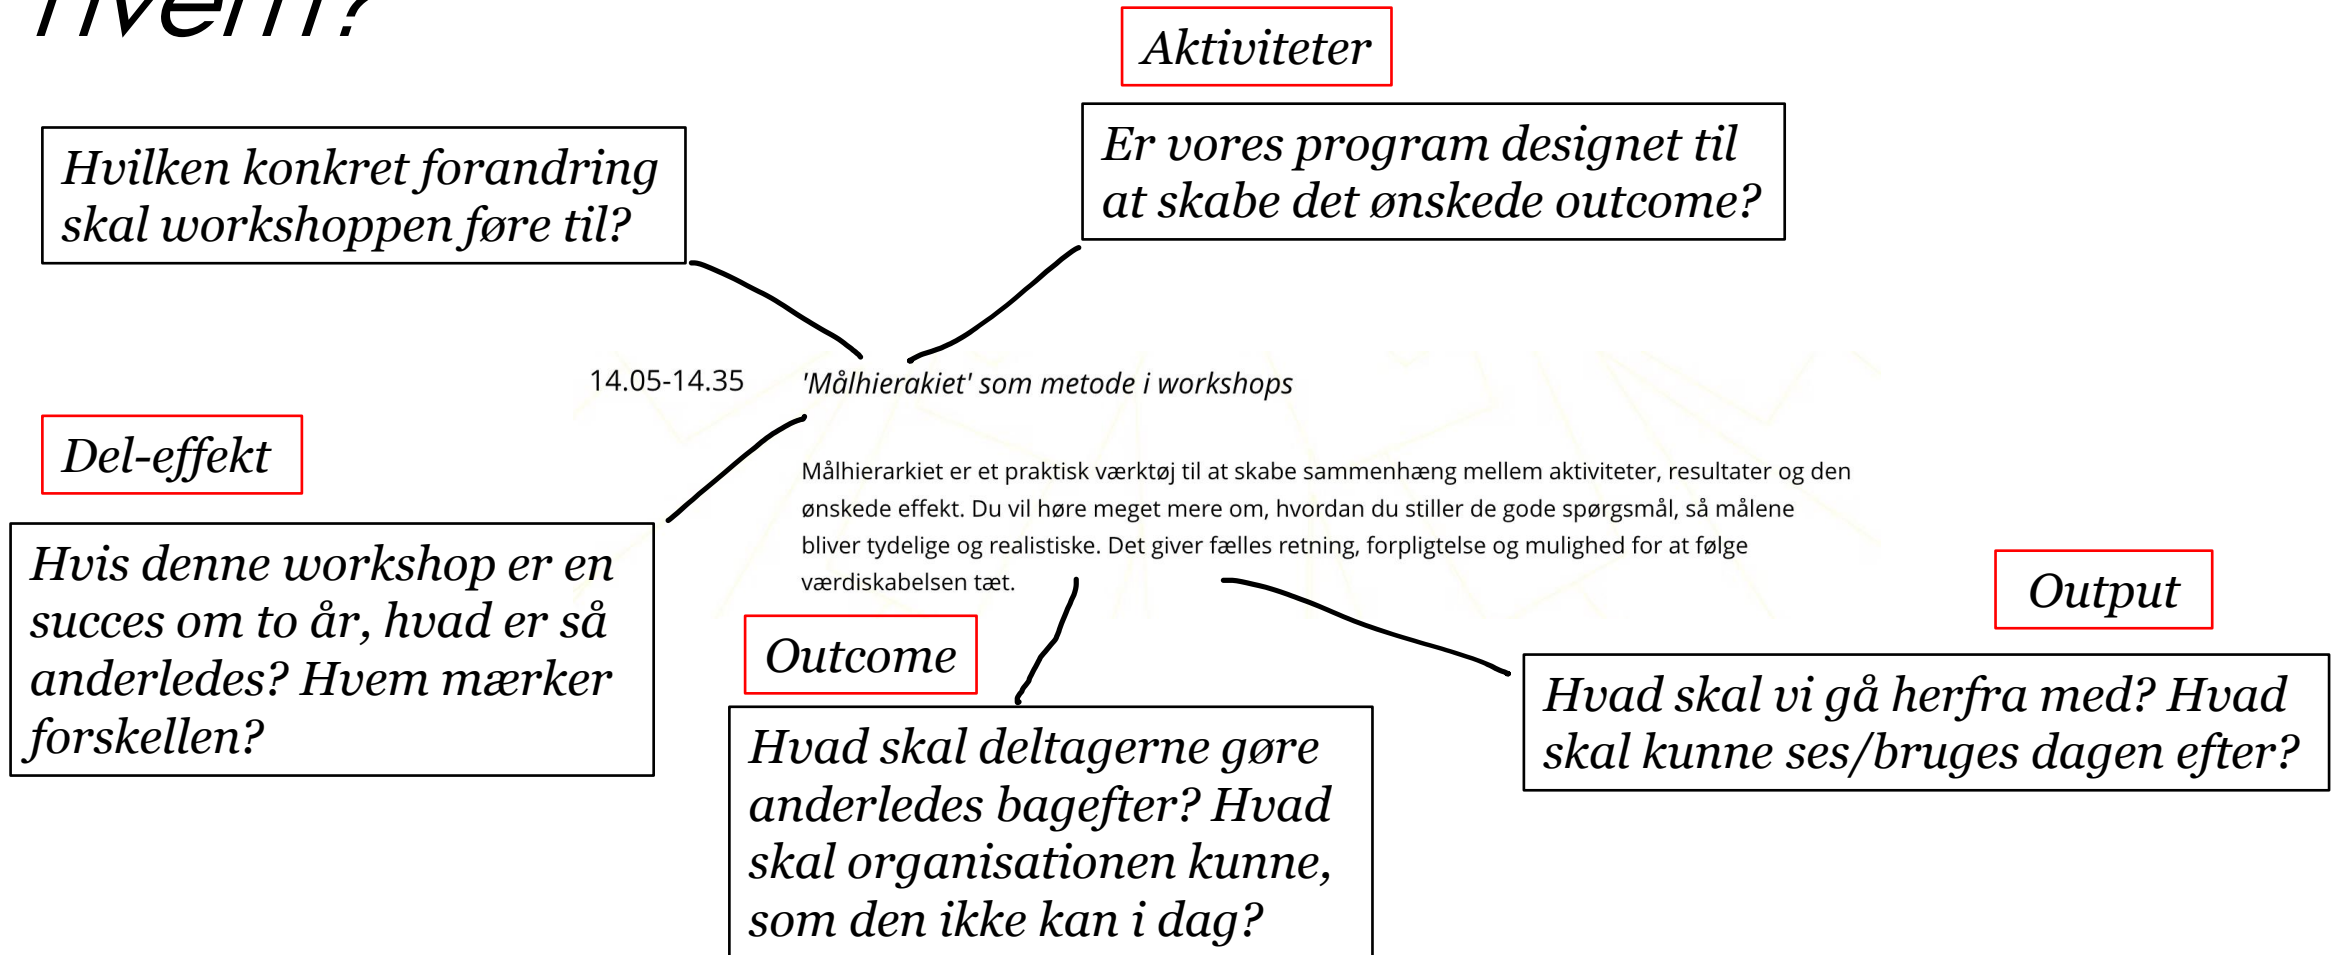 hvem?
Aktiviteter
Hvilken konkret forandring
skal workshoppen føre til?
Er vores program designet til
at skabe det ønskede outcome?
14.05-14.35
'Målhierakiet' som metode i workshops
Del-effekt
Hvis denne workshop er en
succes om to år, hvad er så
anderledes? Hvem mærker
forskellen?
Målhierarkiet er et praktisk værktøj til at skabe sammenhæng mellem aktiviteter, resultater og den
ønskede effekt. Du vil høre meget mere om, hvordan du stiller de gode spørgsmål, så målene
bliver tydelige og realistiske. Det giver fælles retning, forpligtelse og mulighed for at følge
værdiskabelsen tæt.
Outcome
Hvad skal deltagerne gøre
anderledes bagefter? Hvad
skal organisationen kunne,
som den ikke kan i dag?
Output
Hvad skal vi gå herfra med? Hvad
skal kunne ses/bruges dagen efter?